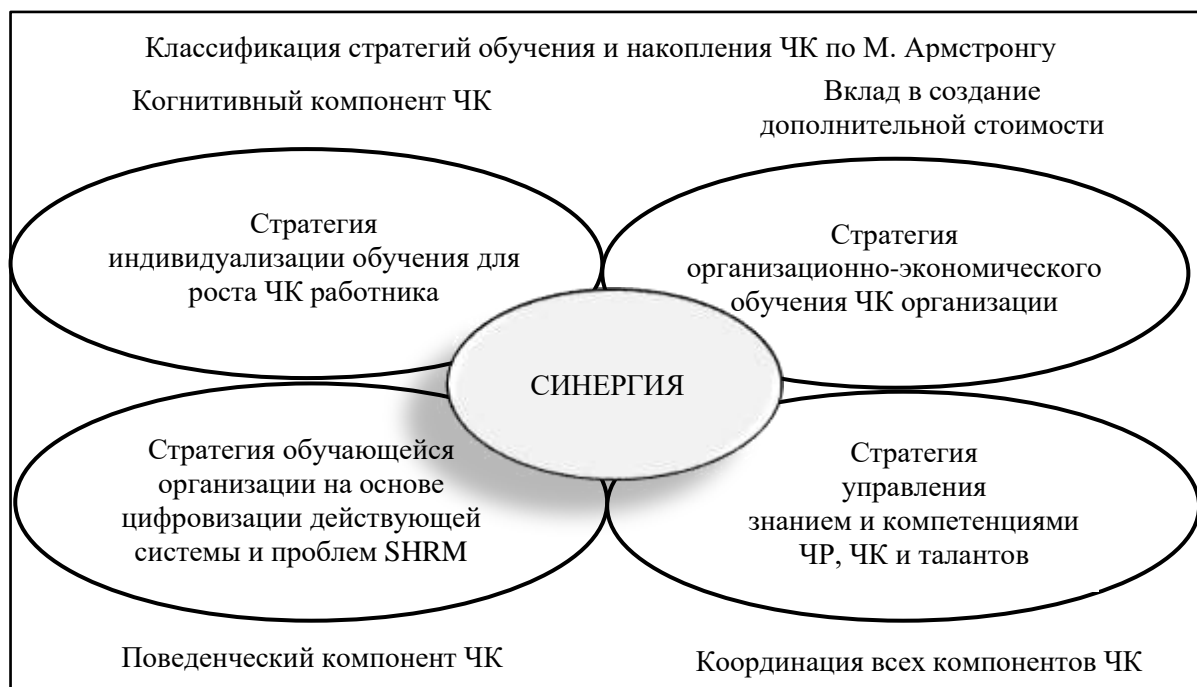 Классификация стратегий обучения и накопления ЧК по М. Армстронгу
Когнитивный компонент ЧК
Вклад в создание
дополнительной стоимости
Стратегия
индивидуализации обучения для
роста ЧК работника
Стратегия
организационно-экономического
обучения ЧК организации
СИНЕРГИЯ
Стратегия обучающейся
организации на основе
цифровизации действующей
системы и проблем SHRM
Стратегия
управления
знанием и компетенциями
ЧР, ЧК и талантов
Поведенческий компонент ЧК
Координация всех компонентов ЧК